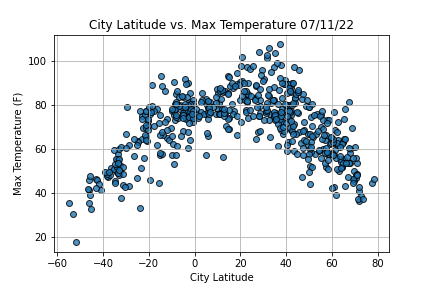 City Latitude vs. Max Temperature 07/11/22
100
80
60
40
20
Max Temperature (F)
−60 −40 −20 0 20 40 60 80
City Latitude